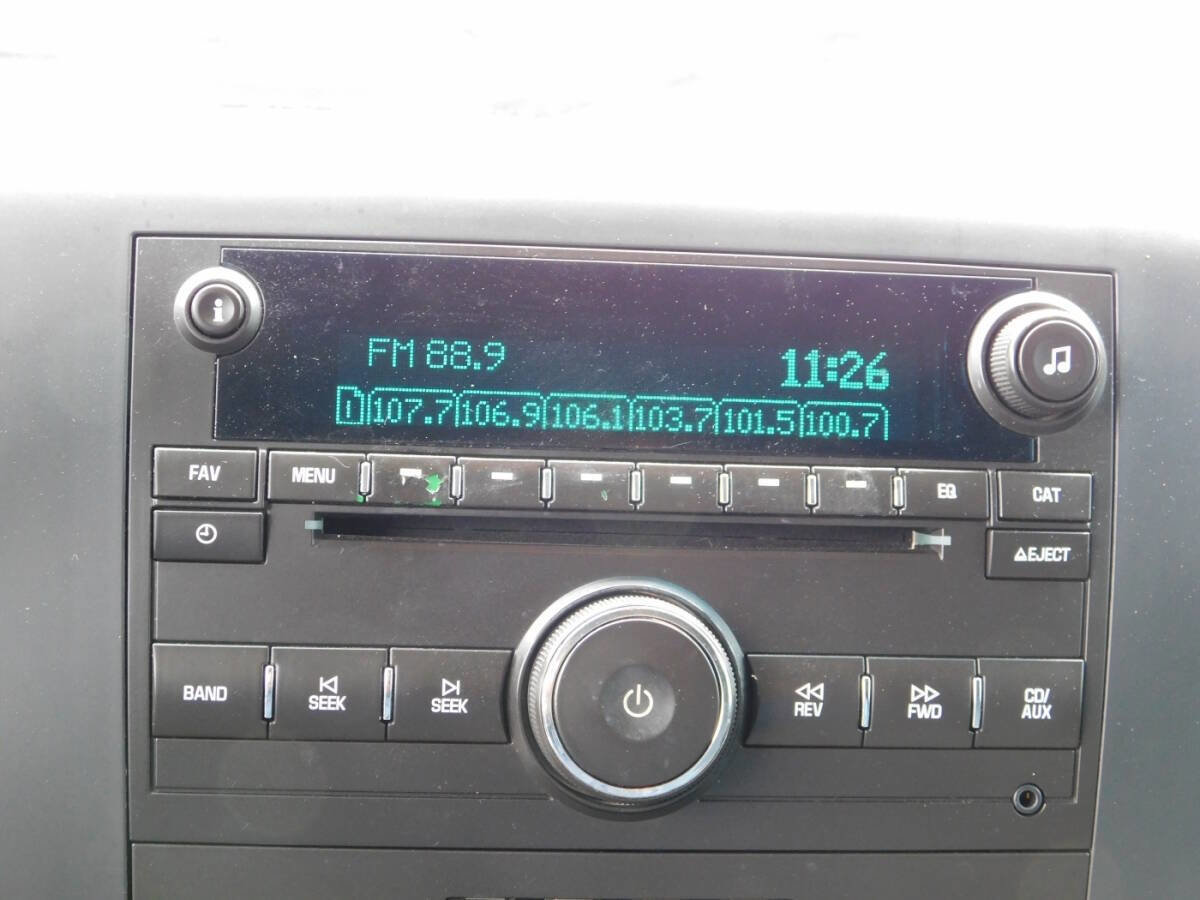 i
FM 88.9 11:26
1 107.7 106.9 106.1 103.7 101.5 100.7
FAV MENU EQ CAT
EJECT
BAND SEEK SEEK REV FWD CD/
AUX